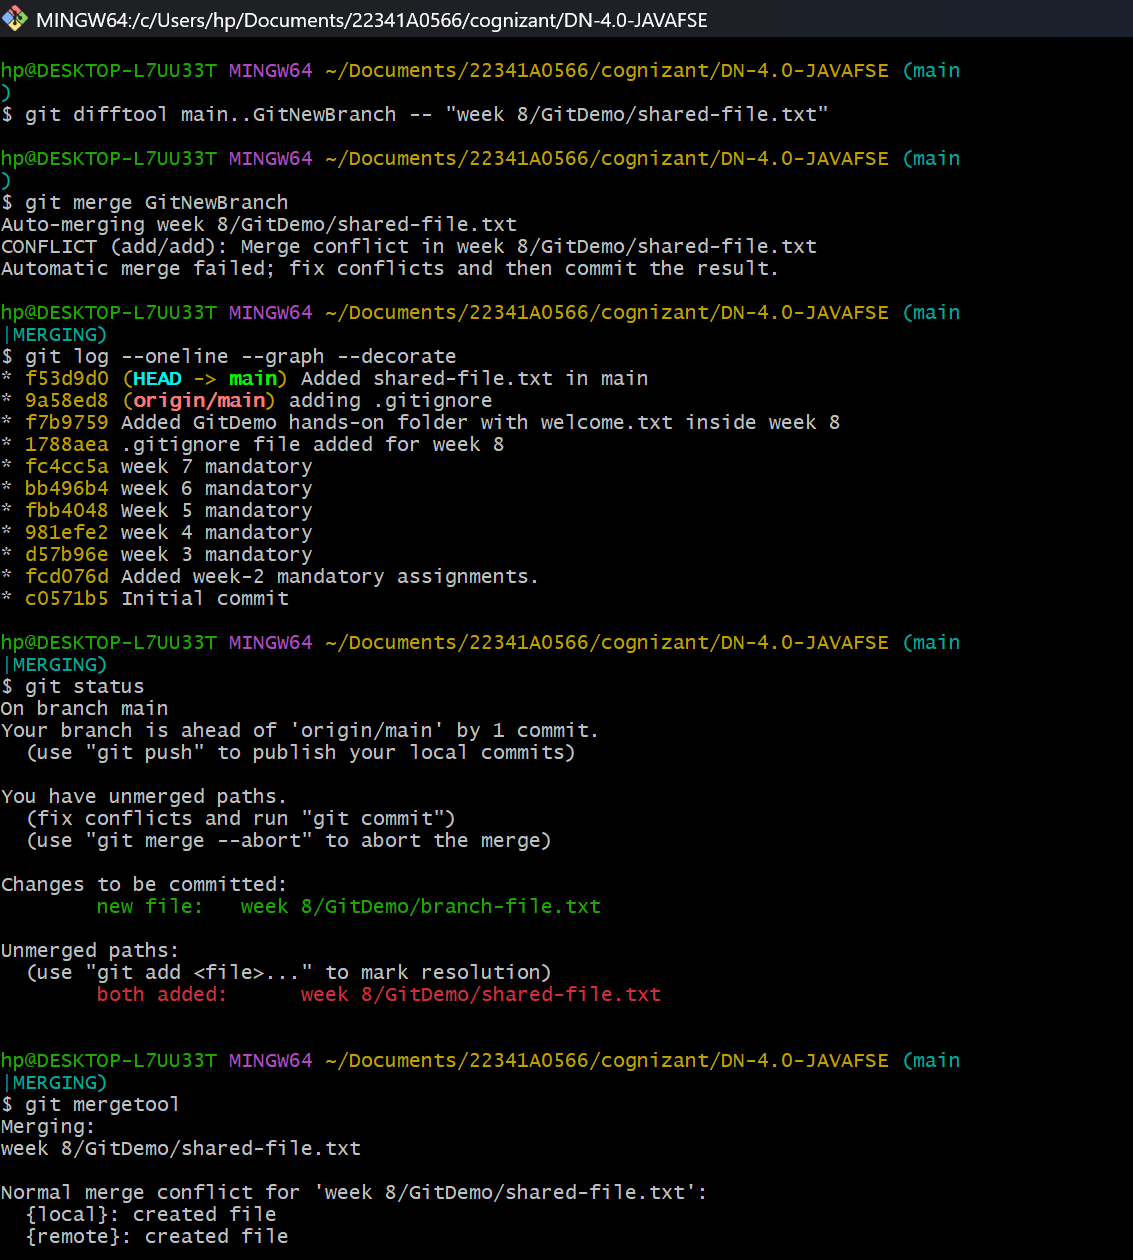 MINGW64:/c/Users/hp/Documents/22341A0566/cognizant/DN-4.0-JAVAFSE
hp@DESKTOP-L7UU33T MINGW64 ~/Documents/22341A0566/cognizant/DN-4.0-JAVAFSE (main
)
$ git difftool main..GitNewBranch -- "week 8/GitDemo/shared-file.txt"
hp@DESKTOP-L7UU33T MINGW64 ~/Documents/22341A0566/cognizant/DN-4.0-JAVAFSE (main
)
$ git merge GitNewBranch
Auto-merging week 8/GitDemo/shared-file.txt
CONFLICT (add/add): Merge conflict in week 8/GitDemo/shared-file.txt
Automatic merge failed; fix conflicts and then commit the result.
hp@DESKTOP-L7UU33T MINGW64 ~/Documents/22341A0566/cognizant/DN-4.0-JAVAFSE (main
|MERGING)
$ git log --oneline --graph --decorate
* f53d9d0 (HEAD -> main) Added shared-file.txt in main
* 9a58ed8 (origin/main) adding .gitignore
* f7b9759 Added GitDemo hands-on folder with welcome.txt inside week 8
* 1788aea .gitignore file added for week 8
* fc4cc5a week 7 mandatory
* bb496b4 week 6 mandatory
* fbb4048 Week 5 mandatory
* 981efe2 week 4 mandatory
* d57b96e week 3 mandatory
* fcd076d Added week-2 mandatory assignments.
* c0571b5 Initial commit
hp@DESKTOP-L7UU33T MINGW64 ~/Documents/22341A0566/cognizant/DN-4.0-JAVAFSE (main
|MERGING)
$ git status
On branch main
Your branch is ahead of 'origin/main' by 1 commit.
  (use "git push" to publish your local commits)
You have unmerged paths.
  (fix conflicts and run "git commit")
  (use "git merge --abort" to abort the merge)
Changes to be committed:
        new file:   week 8/GitDemo/branch-file.txt
Unmerged paths:
  (use "git add <file>..." to mark resolution)
        both added:      week 8/GitDemo/shared-file.txt
hp@DESKTOP-L7UU33T MINGW64 ~/Documents/22341A0566/cognizant/DN-4.0-JAVAFSE (main
|MERGING)
$ git mergetool
Merging:
week 8/GitDemo/shared-file.txt
Normal merge conflict for 'week 8/GitDemo/shared-file.txt':
  {local}: created file
  {remote}: created file